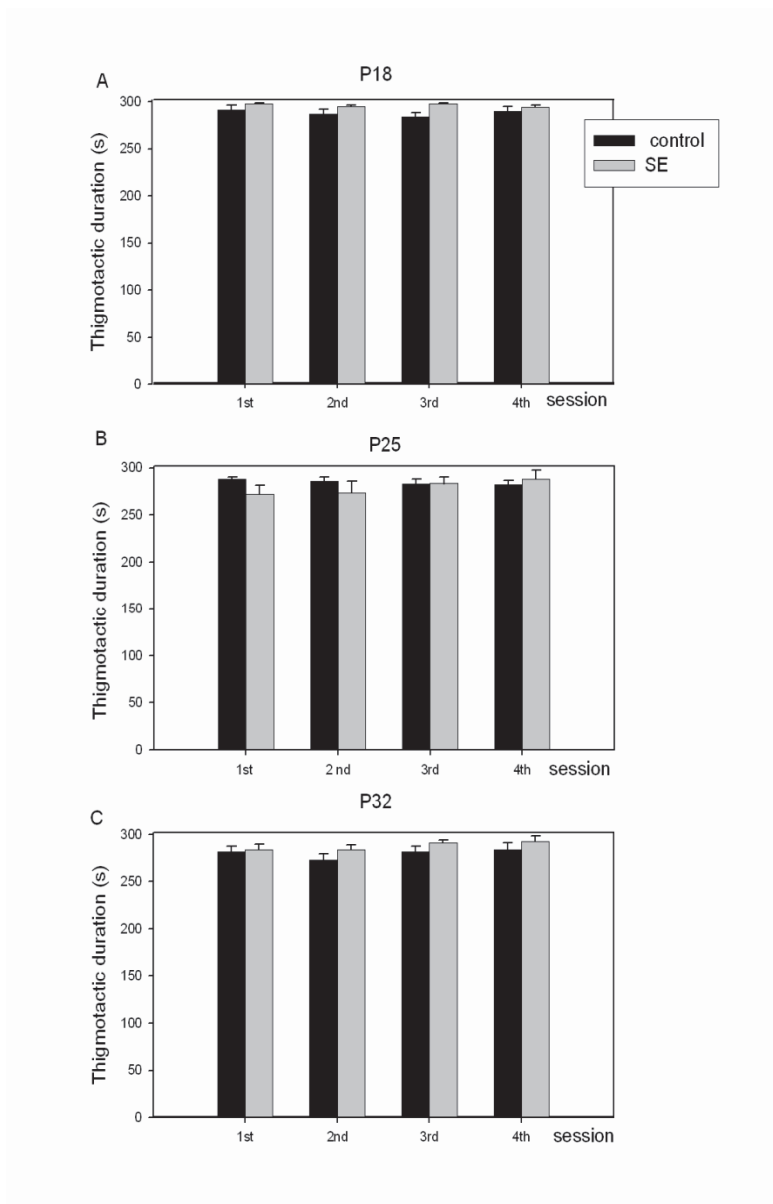 A
P18
Thigmotactic duration (s)
300
250
200
150
100
50
0
control
SE
1st 2nd 3rd 4th session
B
P25
Thigmotactic duration (s)
300
250
200
150
100
50
0
1st 2 nd 3rd 4th session
P32
C
Thigmotactic duration (s)
300
250
200
150
100
50
0
1st 2nd 3rd 4th session